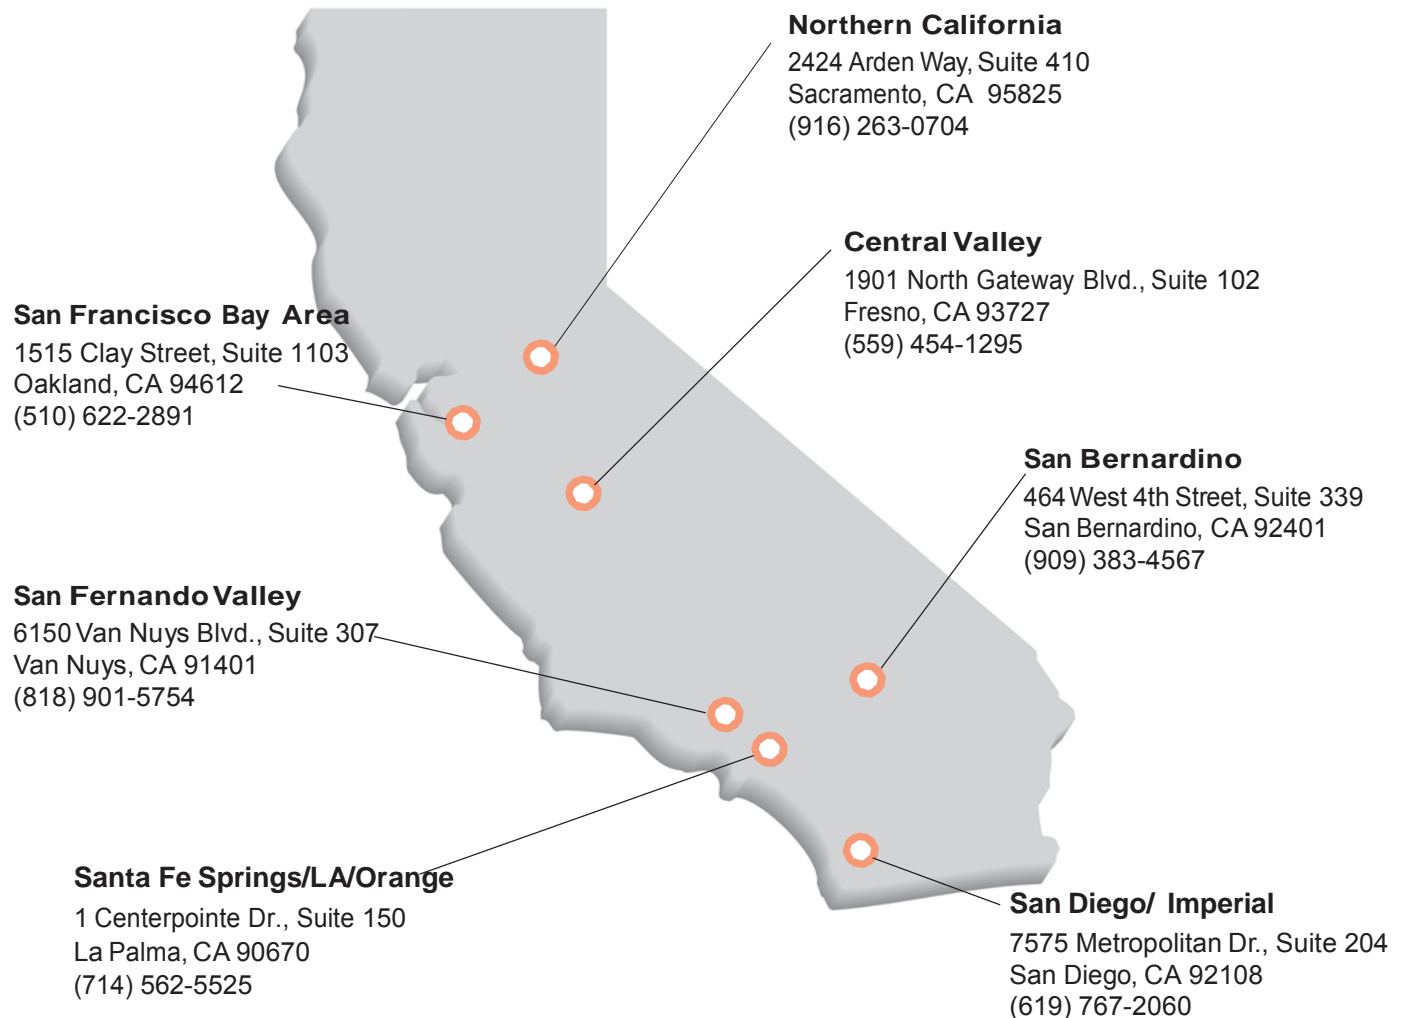 Northern California
2424 Arden Way, Suite 410
Sacramento, CA 95825
(916) 263-0704
Central Valley
1901 North Gateway Blvd., Suite 102
Fresno, CA 93727
(559) 454-1295
San Francisco Bay Area
1515 Clay Street, Suite 1103
Oakland, CA 94612
(510) 622-2891
San Bernardino
464 West 4th Street, Suite 339
San Bernardino, CA 92401
(909) 383-4567
San Fernando Valley
6150 Van Nuys Blvd., Suite 307
Van Nuys, CA 91401
(818) 901-5754
Santa Fe Springs/LA/Orange
1 Centerpointe Dr., Suite 150
La Palma, CA 90670
(714) 562-5525
San Diego/ Imperial
7575 Metropolitan Dr., Suite 204
San Diego, CA 92108
(619) 767-2060